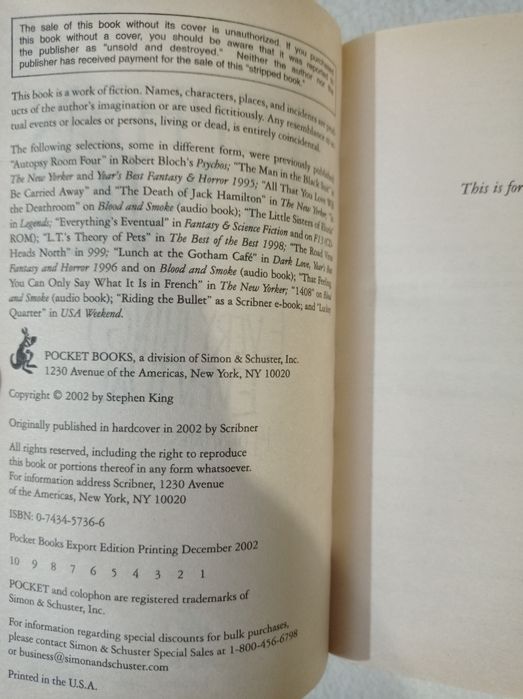 The sale of this book without its cover is unauthorized. If you purchased
this book without a cover, you should be aware that it was reported to
the publisher as "unsold and destroyed." Neither the author nor the
publisher has received payment for the sale of this "stripped book."
This book is a work of fiction. Names, characters, places, and incidents are
ucts of the author's imagination or are used fictitiously. Any resemblance to
tual events or locales or persons, living or dead, is entirely coincidental.
The following selections, some in different form, were previously published:
"Autopsy Room Four" in Robert Bloch's Psychos; "The Man in the Black Suit" in
The New Yorker and Year's Best Fantasy & Horror 1995; "All That You Love Will
Be Carried Away" and "The Death of Jack Hamilton" in The New Yorker;
the Deathroom" on Blood and Smoke (audio book); "The Little Sisters of Eluria"
in Legends; "Everything's Eventual" in Fantasy & Science Fiction and on F13 (CD-
ROM); "L.T.'s Theory of Pets" in The Best of the Best 1998; "The Road Virus
Heads North" in 999; "Lunch at the Gotham Café" in Dark Love, Year's Best
Fantasy and Horror 1996 and on Blood and Smoke (audio book); "That Feeling,
You Can Only Say What It Is in French" in The New Yorker; "1408" on Blood
and Smoke (audio book); "Riding the Bullet" as a Scribner e-book; and "Luckey
Quarter" in USA Weekend.
POCKET BOOKS, a division of Simon & Schuster, Inc.
1230 Avenue of the Americas, New York, NY 10020
Copyright © 2002 by Stephen King
Originally published in hardcover in 2002 by Scribner
All rights reserved, including the right to reproduce
this book or portions thereof in any form whatsoever.
For information address Scribner, 1230 Avenue
of the Americas, New York, NY 10020
ISBN: 0-7434-5736-6
Pocket Books Export Edition Printing December 2002
10 9 8 7 6 5 4 3 2 1
POCKET and colophon are registered trademarks of
Simon & Schuster, Inc.
For information regarding special discounts for bulk purchases,
please contact Simon & Schuster Special Sales at 1-800-456-6798
or business@simonandschuster.com
Printed in the U.S.A.
This is for